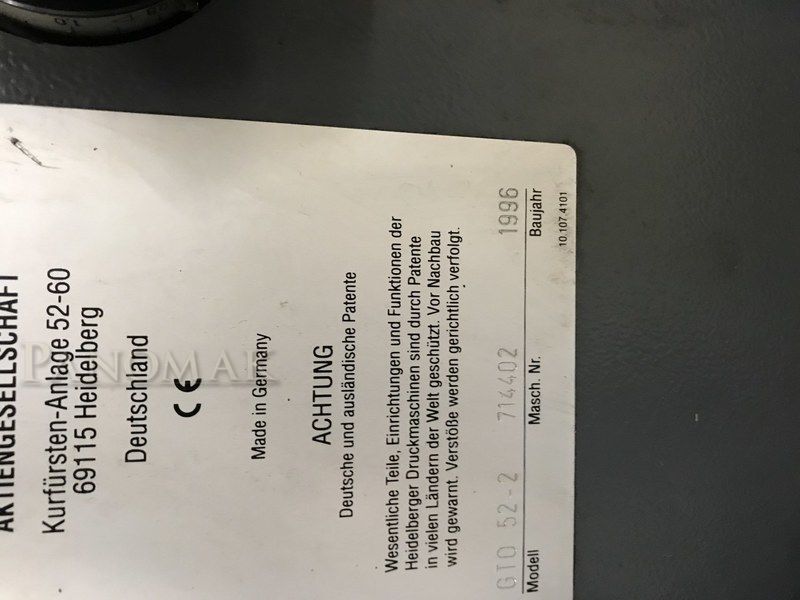 AKTIENGESELLSCHAFT
Kurfürsten-Anlage 52-60
69115 Heidelberg
Deutschland
CE
Made in Germany
ACHTUNG
Deutsche und ausländische Patente
Wesentliche Teile, Einrichtungen und Funktionen der
Heidelberger Druckmaschinen sind durch Patente
in vielen Ländern der Welt geschützt. Vor Nachbau
wird gewarnt. Verstöße werden gerichtlich verfolgt.
GTO 52-2 714402 1996
Modell Masch. Nr. Baujahr
10.107.4101
PANOMAK
10